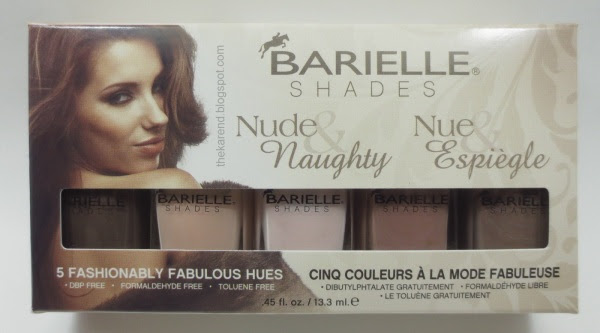 thekarend.blogspot.com
BARIELLE®
SHADES
Nude & Naughty
Nue & Espiègle
BARIELLE SHADES
BARIELLE SHADES
BARIELLE SHADES
BARIELLE SHADES
BARIELLE SHADES
5 FASHIONABLY FABULOUS HUES
• DBP FREE • FORMALDEHYDE FREE • TOLUENE FREE
CINQ COULEURS À LA MODE FABULEUSE
• DIBUTYLPHTALATE GRATUITEMENT • FORMALDÉHYDE LIBRE
• LE TOLUÈNE GRATUITEMENT
.45 fl. oz. / 13.3 ml. ℮